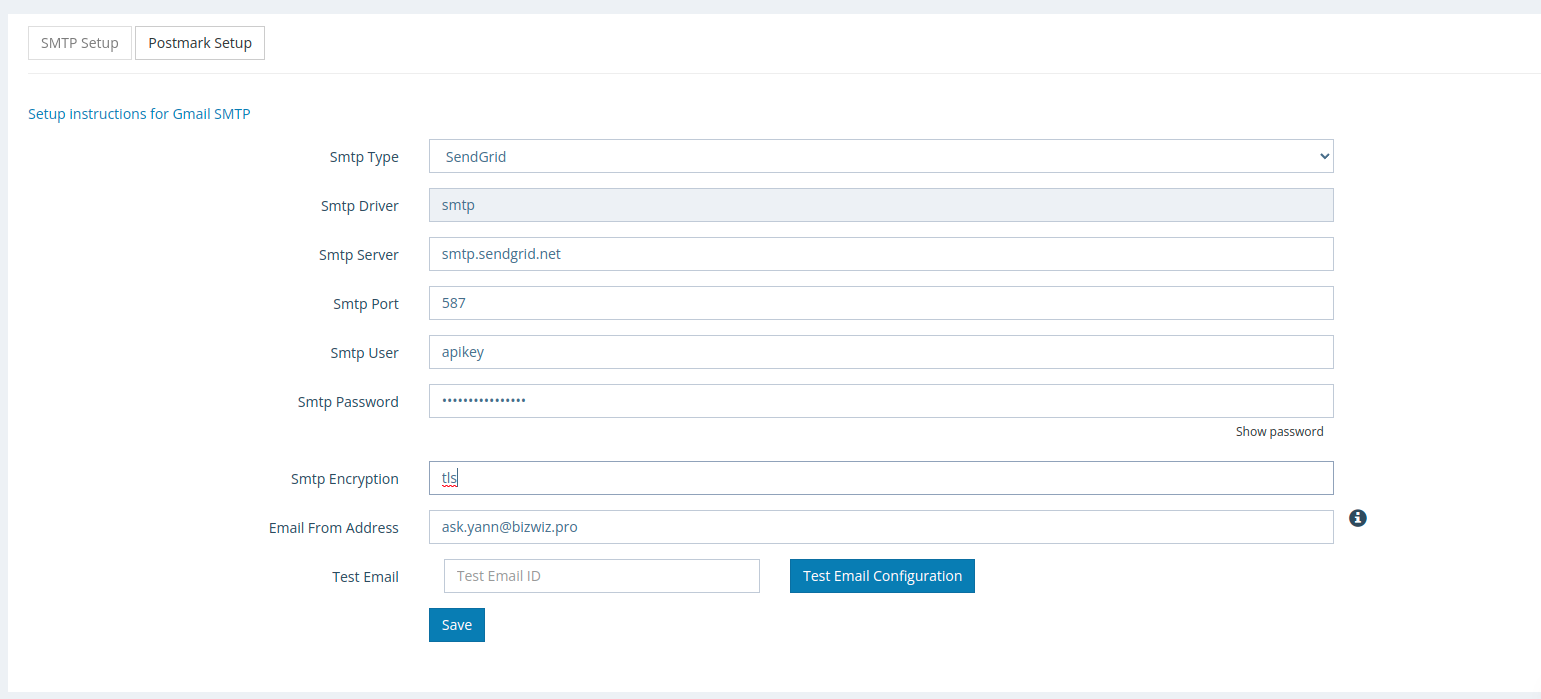 SMTP Setup Postmark Setup
Setup instructions for Gmail SMTP
Smtp Type SendGrid
Smtp Driver smtp
Smtp Server smtp.sendgrid.net
Smtp Port 587
Smtp User apikey
Smtp Password ••••••••••••••••
Show password
Smtp Encryption tls
Email From Address ask.yann@bizwiz.pro
Test Email Test Email ID Test Email Configuration
Save